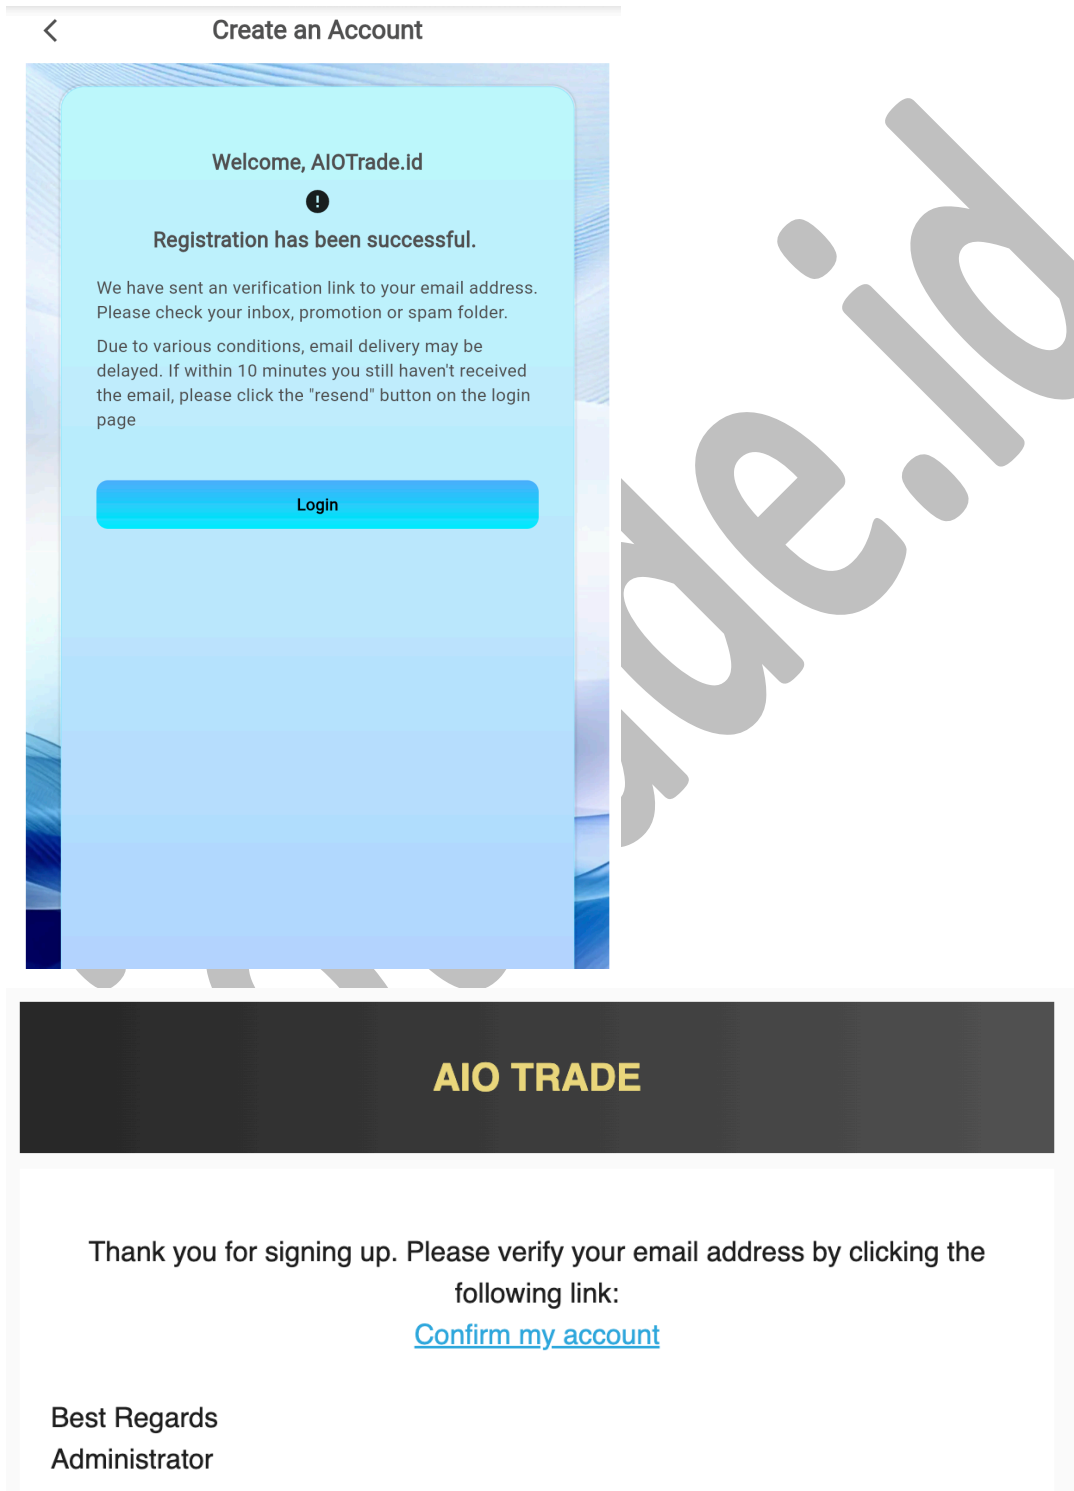 Create an Account
Welcome, AIOTrade.id
Registration has been successful.
We have sent an verification link to your email address.
Please check your inbox, promotion or spam folder.
Due to various conditions, email delivery may be
delayed. If within 10 minutes you still haven't received
the email, please click the "resend" button on the login
page
Login
de.id
AIO TRADE
Thank you for signing up. Please verify your email address by clicking the
following link:
Confirm my account
Best Regards
Administrator